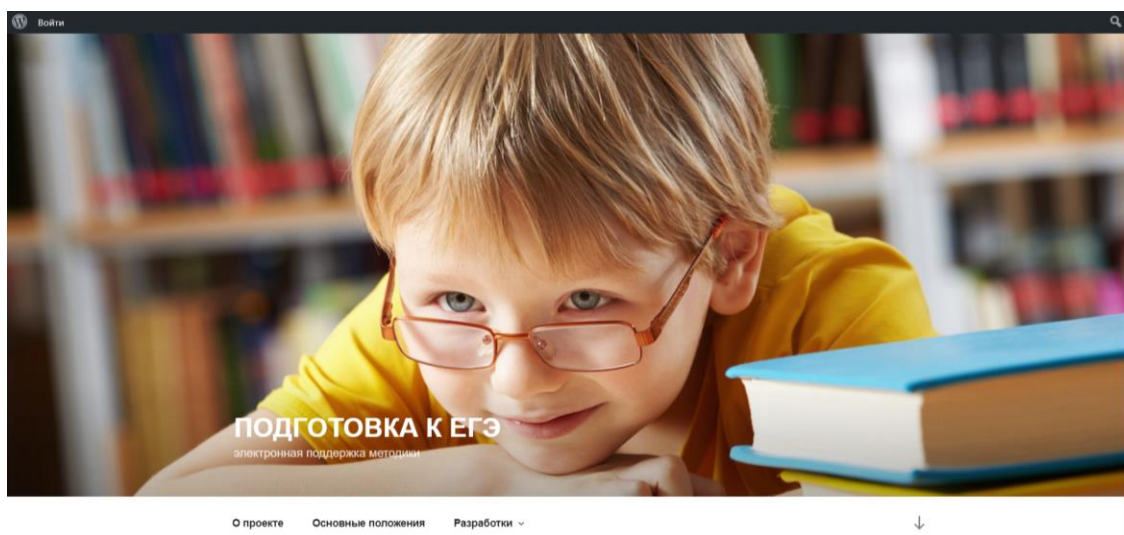 Войти
ПОДГОТОВКА К ЕГЭ
электронная поддержка методики
О проекте Основные положения Разработки